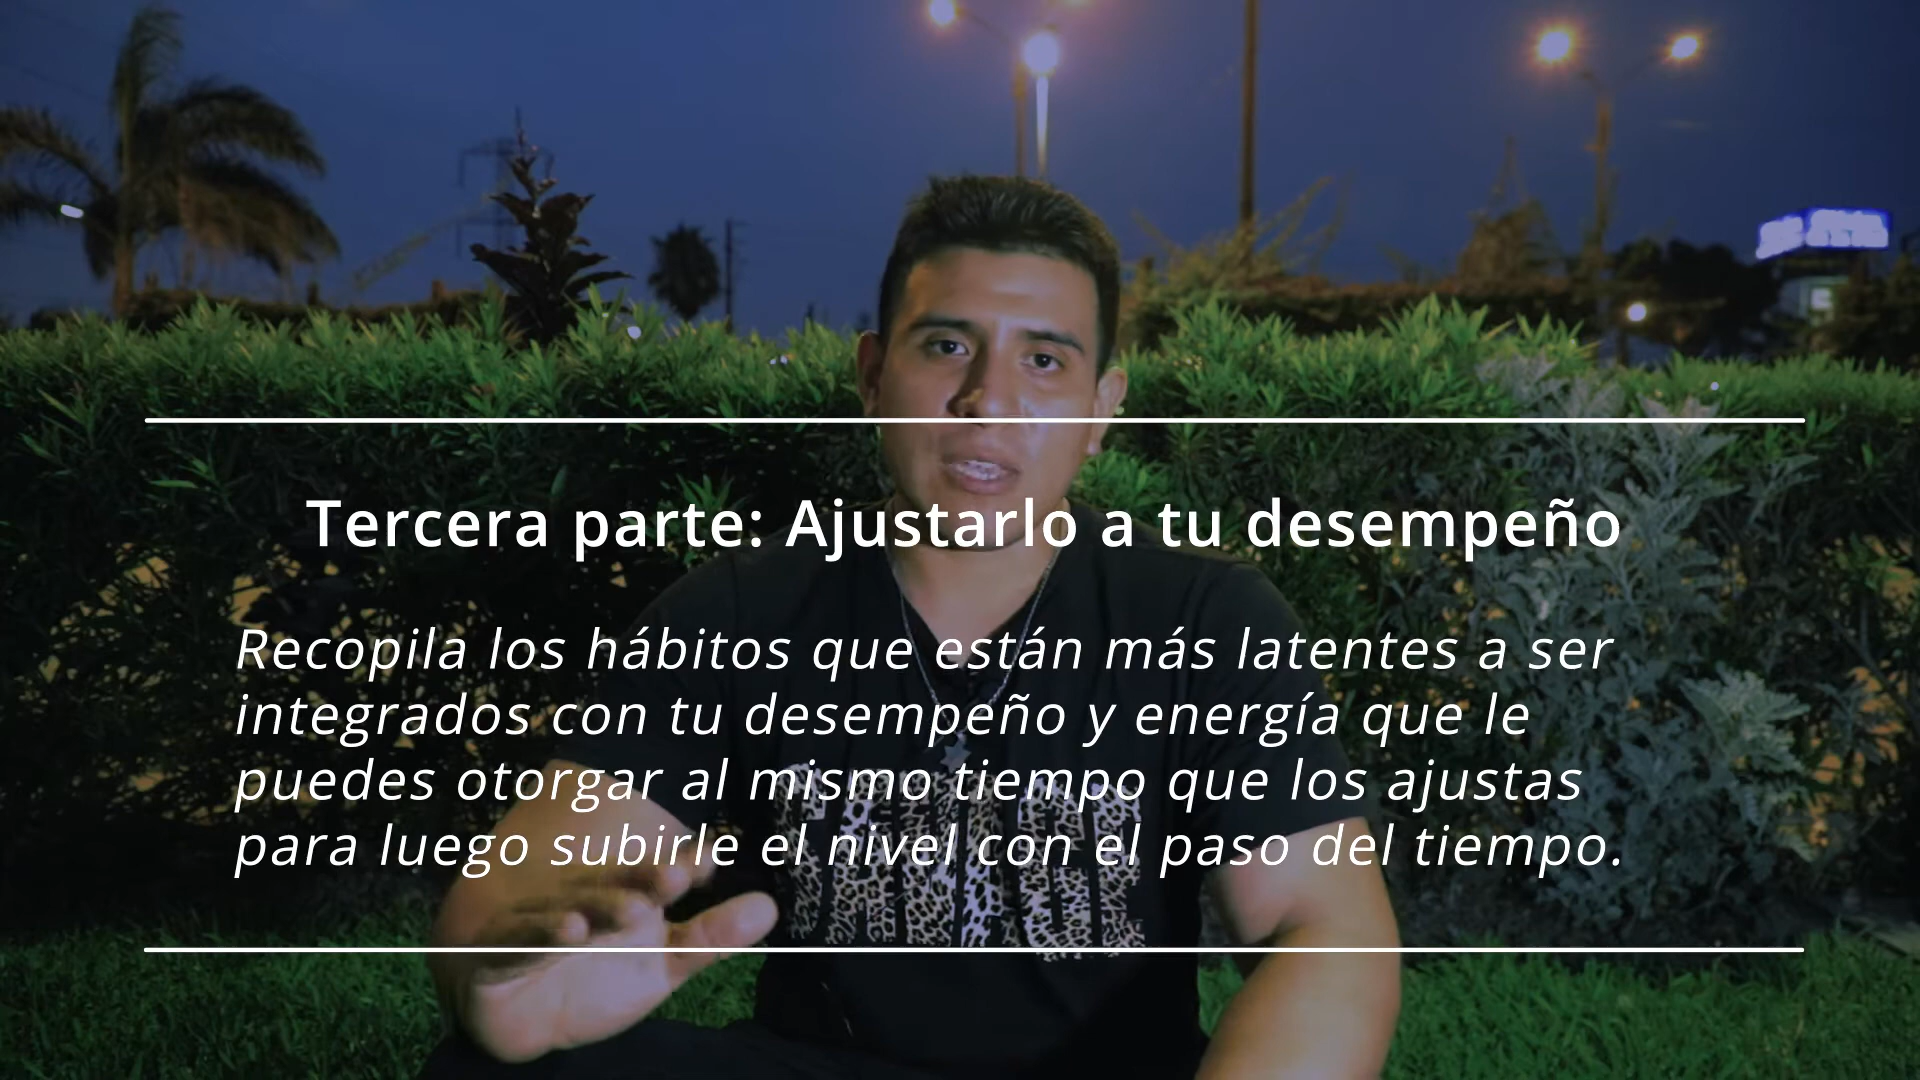 Tercera parte: Ajustarlo a tu desempeño
Recopila los hábitos que están más latentes a ser
integrados con tu desempeño y energía que le
puedes otorgar al mismo tiempo que los ajustas
para luego subirle el nivel con el paso del tiempo.